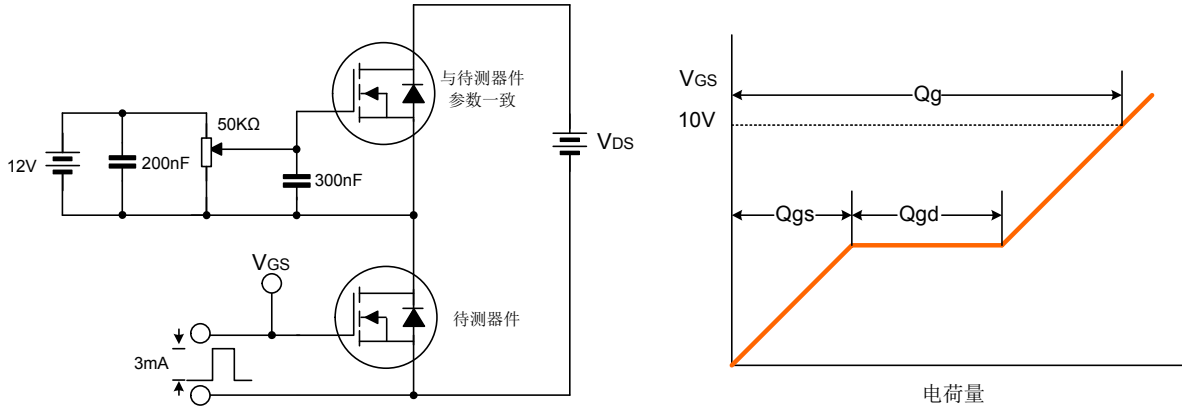 与待测器件
参数一致
50KΩ
12V
200nF
300nF
VDS
VGS
待测器件
3mA
VGS
10V
Qg
Qgs
Qgd
电荷量